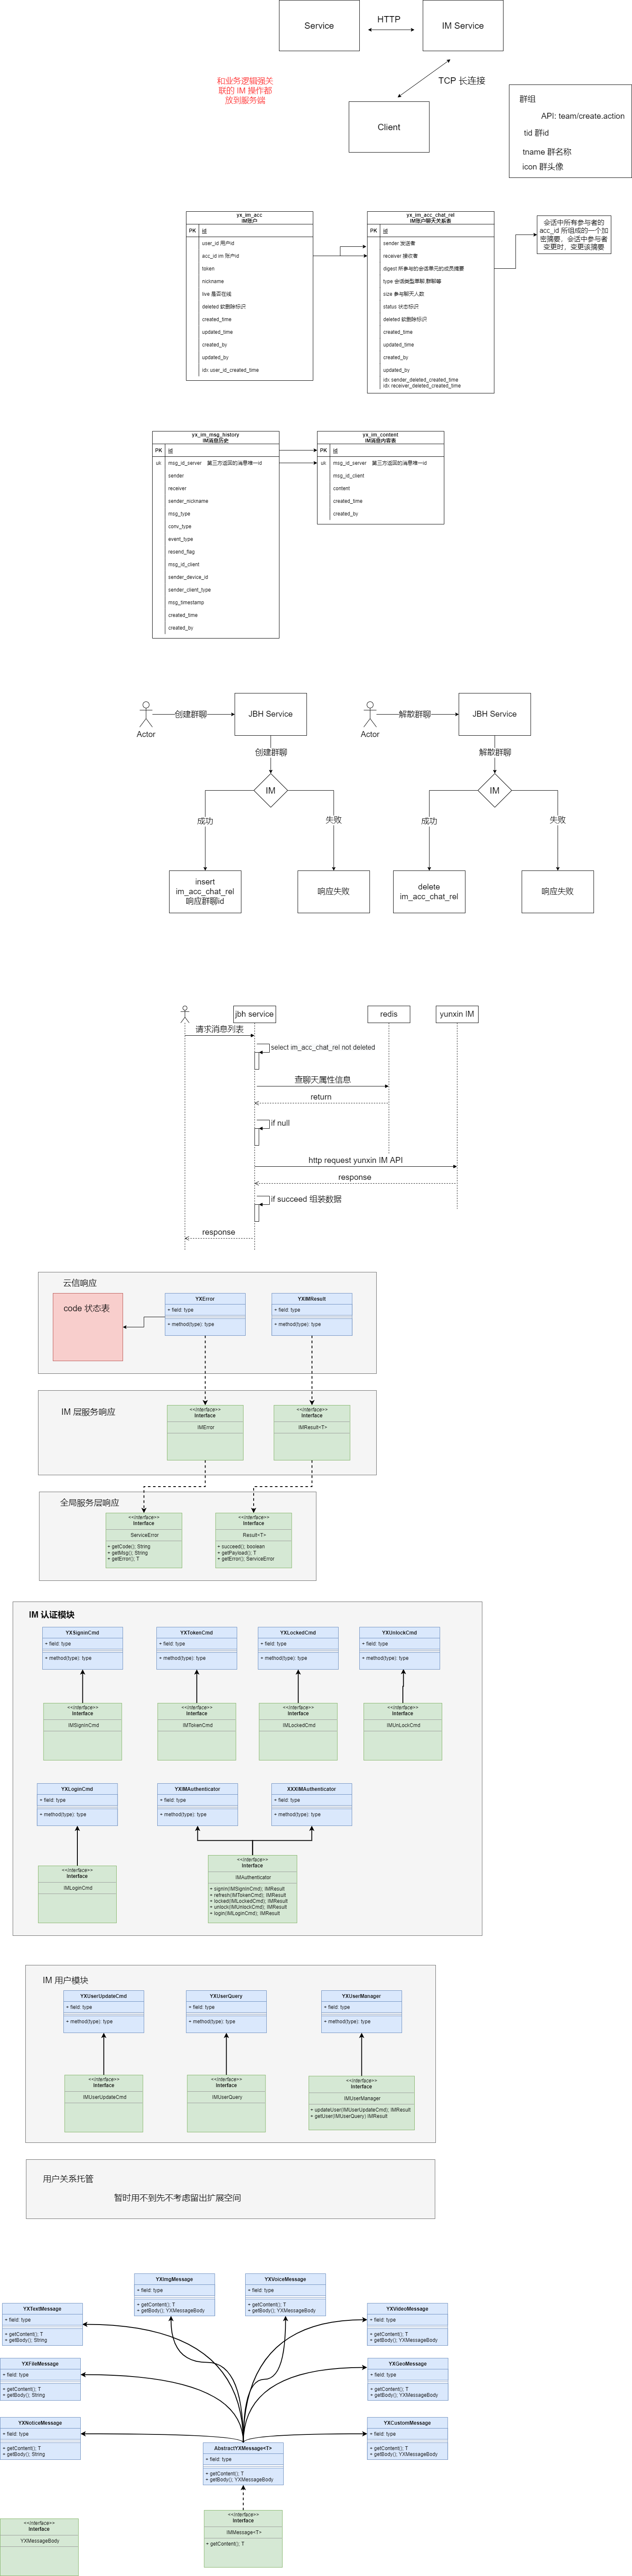 Service
HTTP
IM Service
和业务逻辑强关
联的 IM 操作都
放到服务端
TCP 长连接
Client
群组
API: team/create.action
tid 群id
tname 群名称
icon 群头像
yx_im_acc
IM账户
PK
id
user_id 用户id
acc_id im 账户id
token
nickname
live 是否在线
deleted 软删除标识
created_time
updated_time
created_by
updated_by
idx user_id_created_time
yx_im_acc_chat_rel
IM账户聊天关系表
PK
id
sender 发送者
receiver 接收者
digest 所参与的会话单元的成员摘要
type 会话类型单聊,群聊等
size 参与聊天人数
status 状态标识
deleted 软删除标识
created_time
updated_time
created_by
updated_by
idx sender_deleted_created_time
idx receiver_deleted_created_time
会话中所有参与者的
acc_id 所组成的一个加
密摘要，会话中参与者
变更时，变更该摘要
yx_im_msg_history
IM消息历史
PK
id
uk
msg_id_server 第三方返回的消息唯一id
sender
receiver
sender_nickname
msg_type
conv_type
event_type
resend_flag
msg_id_client
sender_device_id
sender_client_type
msg_timestamp
created_time
created_by
yx_im_content
IM消息内容表
PK
id
uk
msg_id_server 第三方返回的消息唯一id
msg_id_client
content
created_time
created_by
Actor
创建群聊
JBH Service
创建群聊
IM
成功
失败
insert
im_acc_chat_rel
响应群聊id
响应失败
Actor
解散群聊
JBH Service
解散群聊
IM
成功
失败
delete
im_acc_chat_rel
响应失败
jbh service
redis
yunxin IM
请求消息列表
select im_acc_chat_rel not deleted
查聊天属性信息
return
if null
http request yunxin IM API
response
if succeed 组装数据
response
云信响应
code 状态表
YXError
+ field: type
+ method(type): type
YXIMResult
+ field: type
+ method(type): type
IM 层服务响应
<<interface>>
Interface
IMError
<<interface>>
Interface
IMResult<T>
全局服务层响应
<<interface>>
Interface
ServiceError
+ getCode(); String
+ getMsg(); String
+ getError(); T
<<interface>>
Interface
Result<T>
+ succeed(); boolean
+ getPayload(); T
+ getError(); ServiceError
IM 认证模块
YXSigninCmd
+ field: type
+ method(type): type
YXTokenCmd
+ field: type
+ method(type): type
YXLockedCmd
+ field: type
+ method(type): type
YXUnlockCmd
+ field: type
+ method(type): type
<<interface>>
Interface
IMSignInCmd
<<interface>>
Interface
IMTokenCmd
<<interface>>
Interface
IMLockedCmd
<<interface>>
Interface
IMUnLockCmd
YXLoginCmd
+ field: type
+ method(type): type
YXIMAuthenticator
+ field: type
+ method(type): type
XXXIMAuthenticator
+ field: type
+ method(type): type
<<interface>>
Interface
IMLoginCmd
<<interface>>
Interface
IMAuthenticator
+ signin(IMSignInCmd); IMResult
+ refresh(IMTokenCmd); IMResult
+ locked(IMLockedCmd); IMResult
+ unlock(IMUnlockCmd); IMResult
+ login(IMLoginCmd); IMResult
IM 用户模块
YXUserUpdateCmd
+ field: type
+ method(type): type
YXUserQuery
+ field: type
+ method(type): type
YXUserManager
+ field: type
+ method(type): type
<<interface>>
Interface
IMUserUpdateCmd
<<interface>>
Interface
IMUserQuery
<<interface>>
Interface
IMUserManager
+ updateUser(IMUserUpdateCmd); IMResult
+ getUser(IMUserQuery) IMResult
用户关系托管
暂时用不到先不考虑留出扩展空间
YXImgMessage
+ field: type
+ getContent(); T
+ getBody(); YXMessageBody
YXVoiceMessage
+ field: type
+ getContent(); T
+ getBody(); YXMessageBody
YXTextMessage
+ field: type
+ getContent(); T
+ getBody(); String
YXVideoMessage
+ field: type
+ getContent(); T
+ getBody(); YXMessageBody
YXFileMessage
+ field: type
+ getContent(); T
+ getBody(); String
YXGeoMessage
+ field: type
+ getContent(); T
+ getBody(); YXMessageBody
YXNoticeMessage
+ field: type
+ getContent(); T
+ getBody(); String
YXCustomMessage
+ field: type
+ getContent(); T
+ getBody(); YXMessageBody
AbstractYXMessage<T>
+ field: type
+ getContent(); T
+ getBody(); YXMessageBody
<<interface>>
Interface
IMMessage<T>
+ getContent(); T
<<interface>>
Interface
YXMessageBody